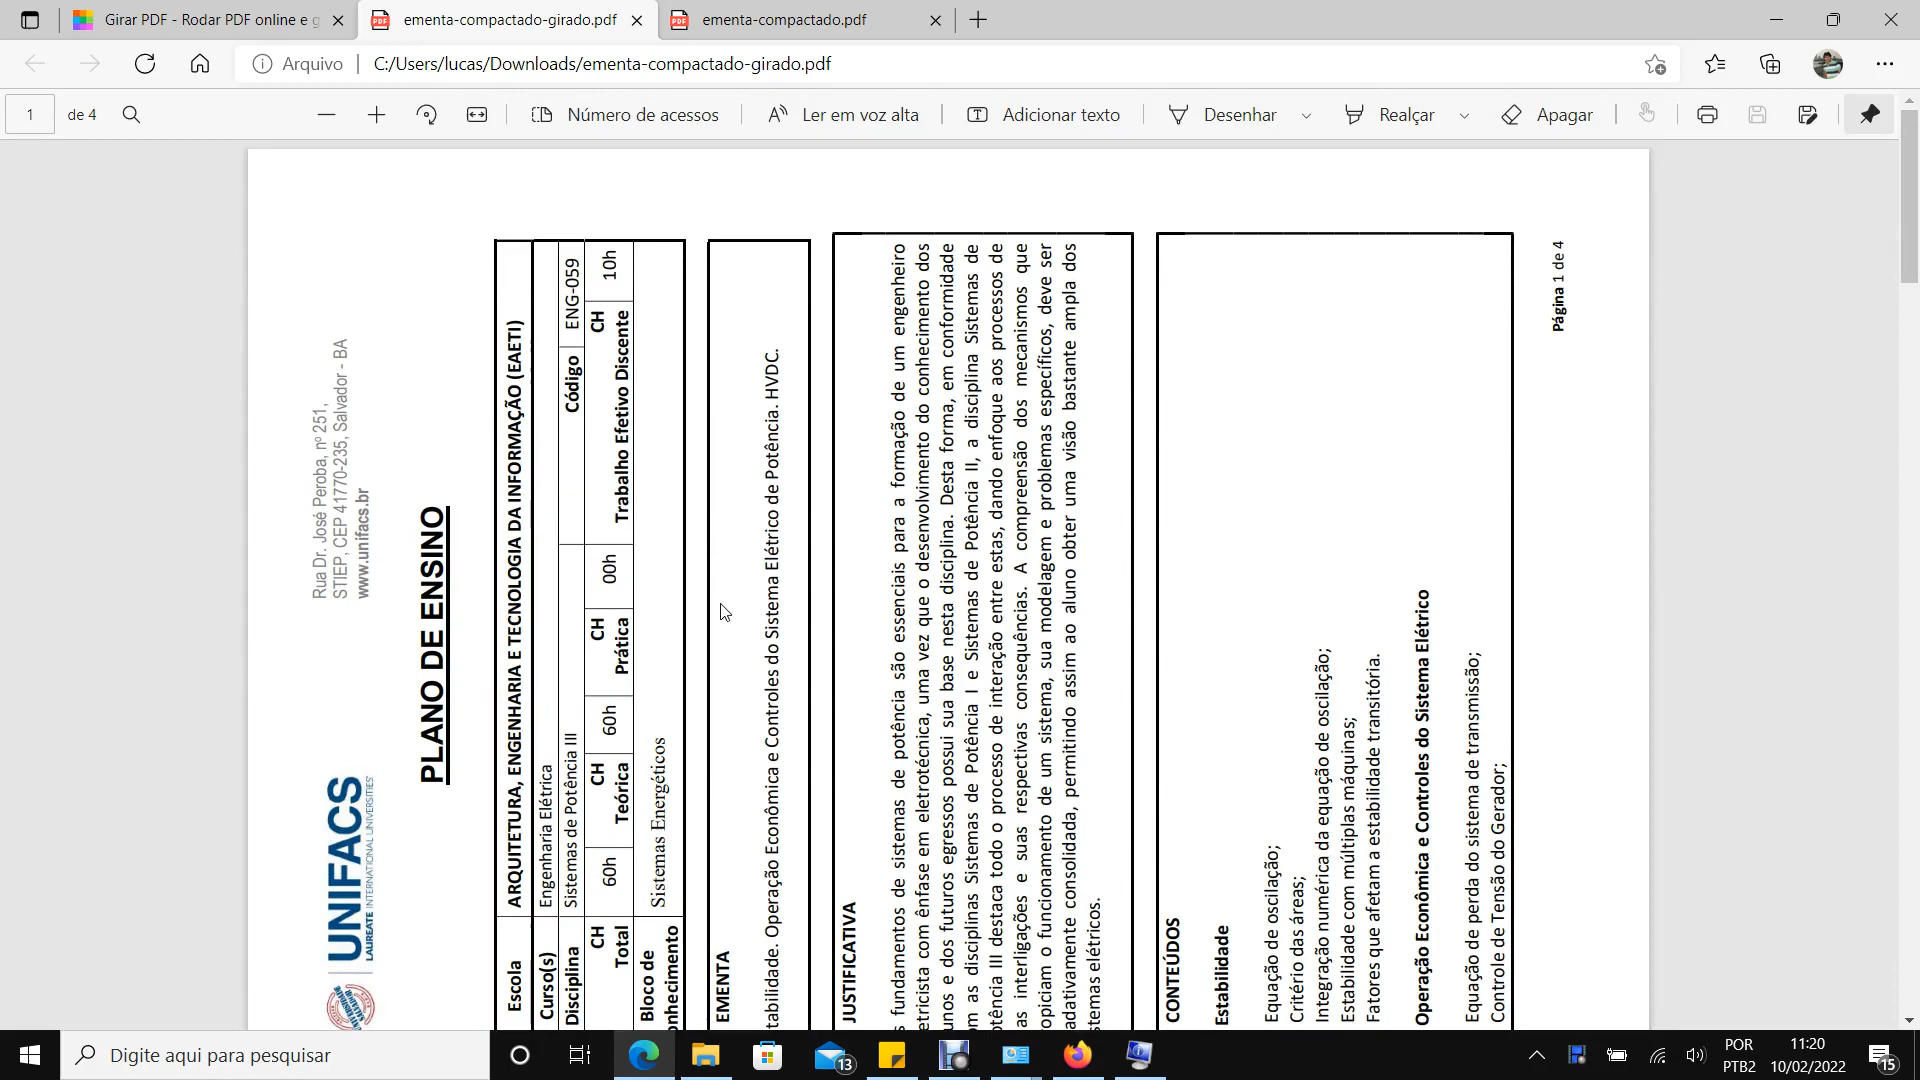 Girar PDF - Rodar PDF online e g
ementa-compactado-girado.pdf
ementa-compactado.pdf
Arquivo
C:/Users/lucas/Downloads/ementa-compactado-girado.pdf
1 de 4
Número de acessos
Ler em voz alta
Adicionar texto
Desenhar
Realçar
Apagar
UNIFACS
LAUREATE INTERNATIONAL UNIVERSITIES
Rua Dr. José Peroba, nº 251,
STIEP, CEP 41770-235, Salvador - BA
www.unifacs.br
PLANO DE ENSINO
Escola ARQUITETURA, ENGENHARIA E TECNOLOGIA DA INFORMAÇÃO (EAETI)
Curso(s) Engenharia Elétrica
Disciplina Sistemas de Potência III Código ENG-059
CH Total 60h CH Teórica 60h CH Prática 00h CH Trabalho Efetivo Discente 10h
Bloco de
onhecimento
Sistemas Energéticos
EMENTA
tabilidade. Operação Econômica e Controles do Sistema Elétrico de Potência. HVDC.
JUSTIFICATIVA
s fundamentos de sistemas de potência são essenciais para a formação de um engenheiro
etricista com ênfase em eletrotécnica, uma vez que o desenvolvimento do conhecimento dos
unos e dos futuros egressos possui sua base nesta disciplina. Desta forma, em conformidade
om as disciplinas Sistemas de Potência I e Sistemas de Potência II, a disciplina Sistemas de
otência III destaca todo o processo de interação entre estas, dando enfoque aos processos de
as interligações e suas respectivas consequências. A compreensão dos mecanismos que
ropiciam o funcionamento de um sistema, sua modelagem e problemas específicos, deve ser
adativamente consolidada, permitindo assim ao aluno obter uma visão bastante ampla dos
stemas elétricos.
CONTEÚDOS
Estabilidade
Equação de oscilação;
Critério das áreas;
Integração numérica da equação de oscilação;
Estabilidade com múltiplas máquinas;
Fatores que afetam a estabilidade transitória.
Operação Econômica e Controles do Sistema Elétrico
Equação de perda do sistema de transmissão;
Controle de Tensão do Gerador;
Página 1 de 4
Digite aqui para pesquisar
13
POR
PTB2
11:20
10/02/2022
15